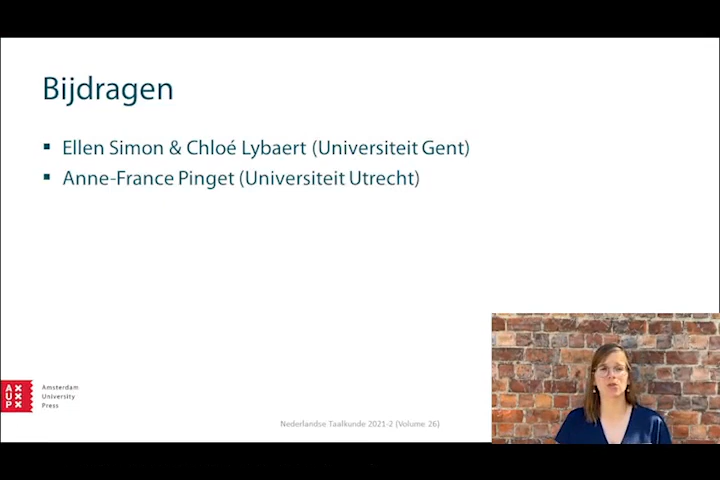 Bijdragen
▪ Ellen Simon & Chloé Lybaert (Universiteit Gent)
▪ Anne-France Pinget (Universiteit Utrecht)
AUP
Amsterdam
University
Press
Nederlandse Taalkunde 2021-2 (Volume 26)